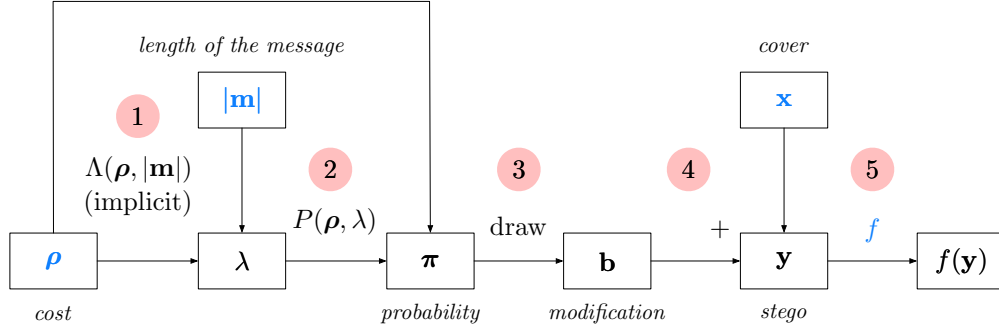 length of the message
cover
|m|
x
1
Λ(ρ, |m|)
(implicit)
2
P(ρ, λ)
3
draw
4
+
5
f
ρ
λ
π
b
y
f(y)
cost
probability
modification
stego